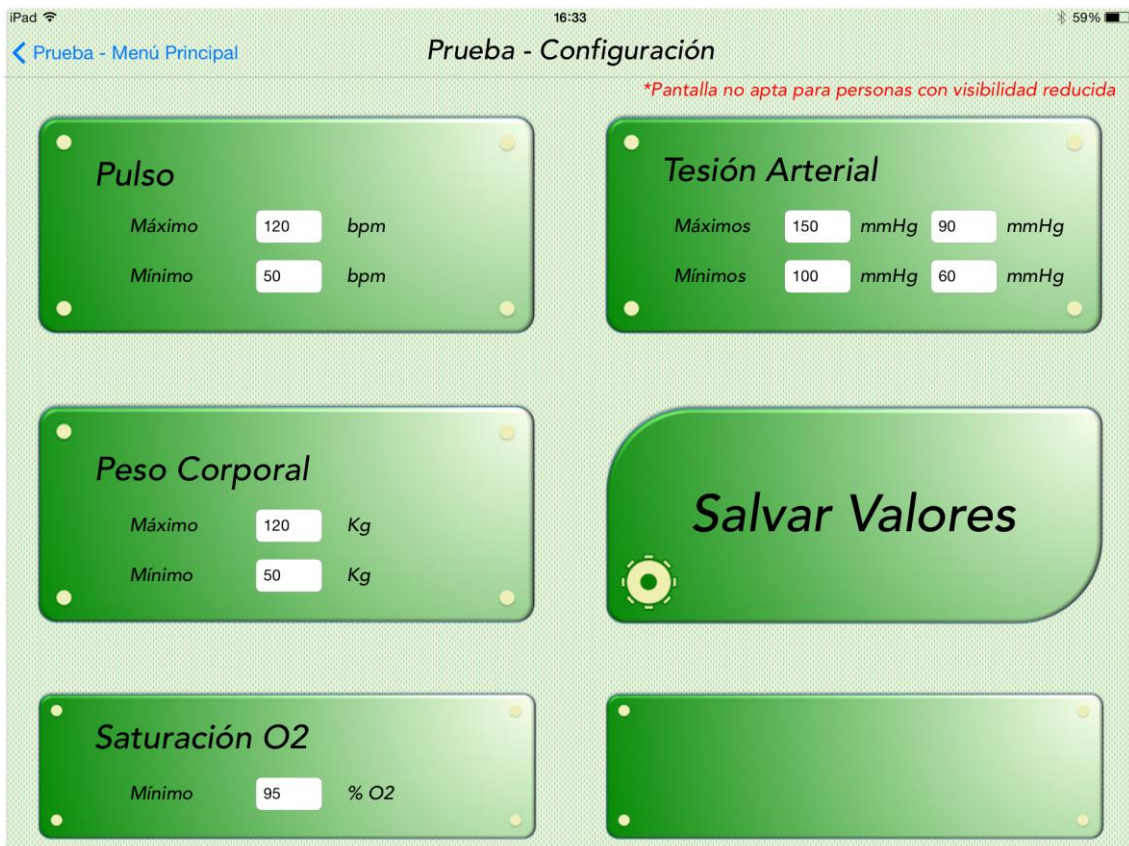 iPad 16:33 59%
Prueba - Menú Principal Prueba - Configuración
*Pantalla no apta para personas con visibilidad reducida
Pulso
Máximo 120 bpm
Mínimo 50 bpm
Tesión Arterial
Máximos 150 mmHg 90 mmHg
Mínimos 100 mmHg 60 mmHg
Peso Corporal
Máximo 120 Kg
Mínimo 50 Kg
Salvar Valores
Saturación O2
Mínimo 95 % O2